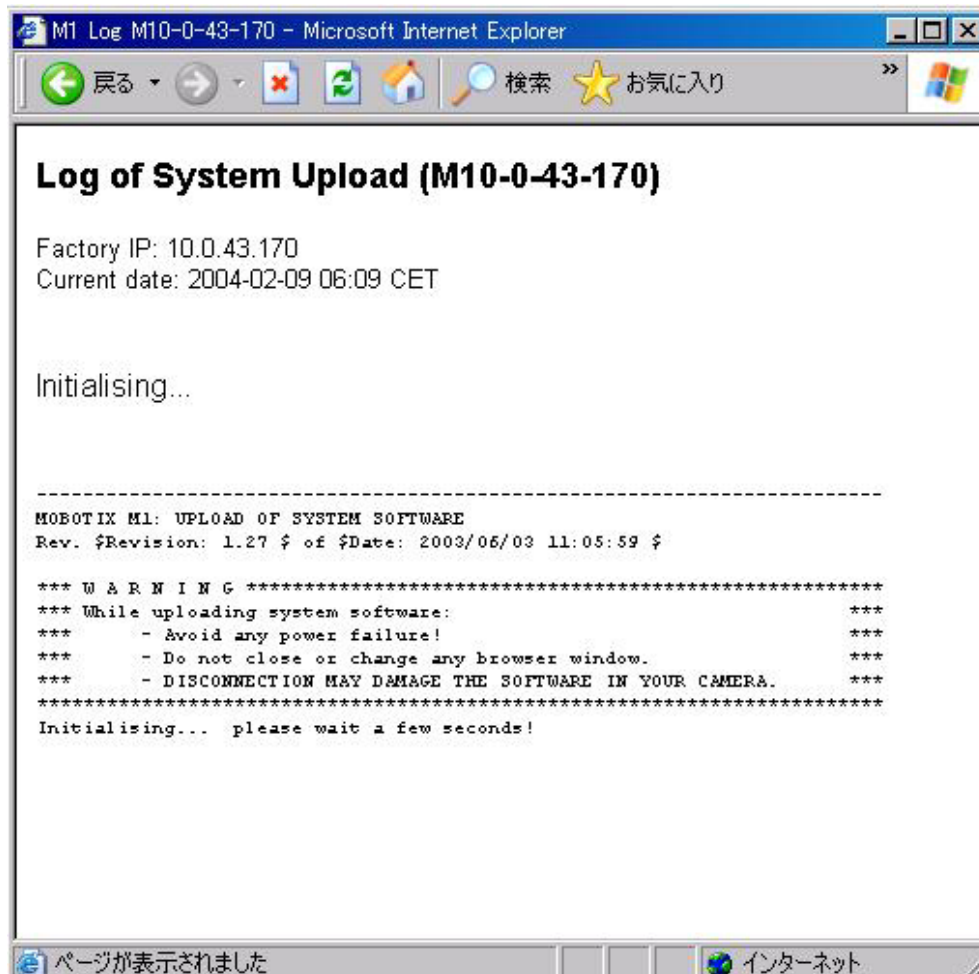 M1 Log M10-0-43-170 - Microsoft Internet Explorer
戻る 検索 お気に入り »
Log of System Upload (M10-0-43-170)
Factory IP: 10.0.43.170
Current date: 2004-02-09 06:09 CET
Initialising...
------------------------------------------------------------------------
MOBOTIX M1: UPLOAD OF SYSTEM SOFTWARE
Rev. $Revision: 1.27 $ of $Date: 2003/06/03 11:05:59 $
*** W A R N I N G ******************************************************
*** While uploading system software: ***
*** - Avoid any power failure! ***
*** - Do not close or change any browser window. ***
*** - DISCONNECTION MAY DAMAGE THE SOFTWARE IN YOUR CAMERA. ***
************************************************************************
Initialising... please wait a few seconds!
ページが表示されました インターネット